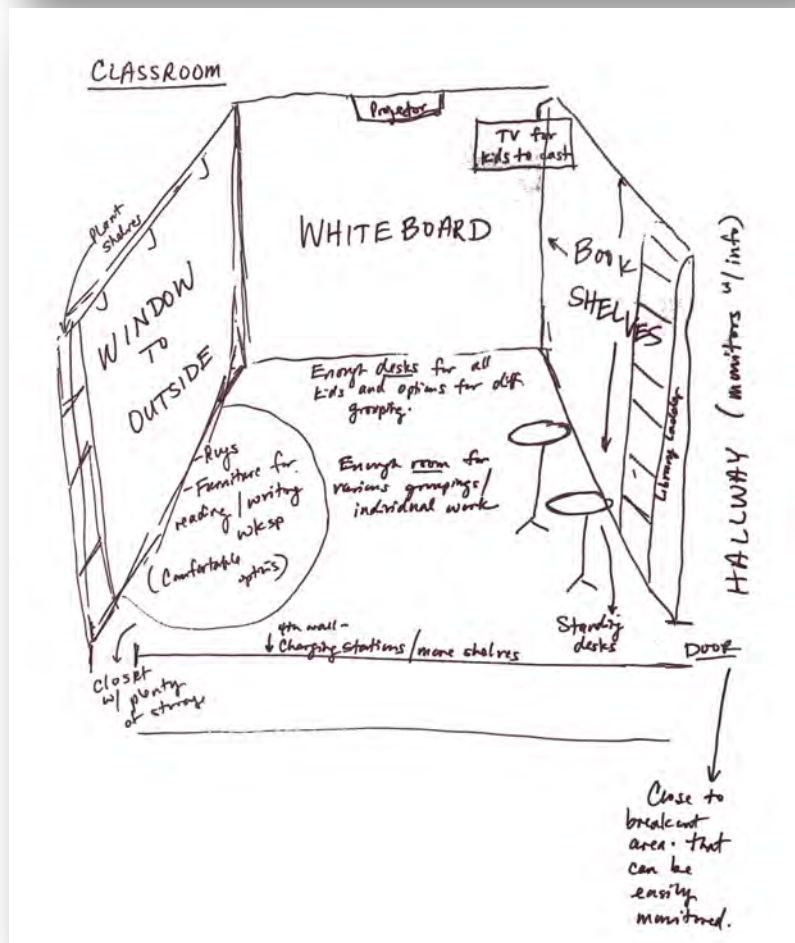 CLASSROOM
Projector
TV for
kids to cast
Plant
shelves
WHITEBOARD
WINDOW
TO
OUTSIDE
BOOK
SHELVES
Library Ladder
HALLWAY (monitors w/ info)
Enough desks for all
kids and options for diff.
grouping.
Enough room for
various groupings/
individual work
-Rugs
-Furniture for
reading/writing
wksp
(Comfortable
options)
Standing
desks
4th wall-
Charging stations/more shelves
DOOR
Closet
w/ plenty
of storage
Close to
breakout
area. that
can be
easily
monitored.